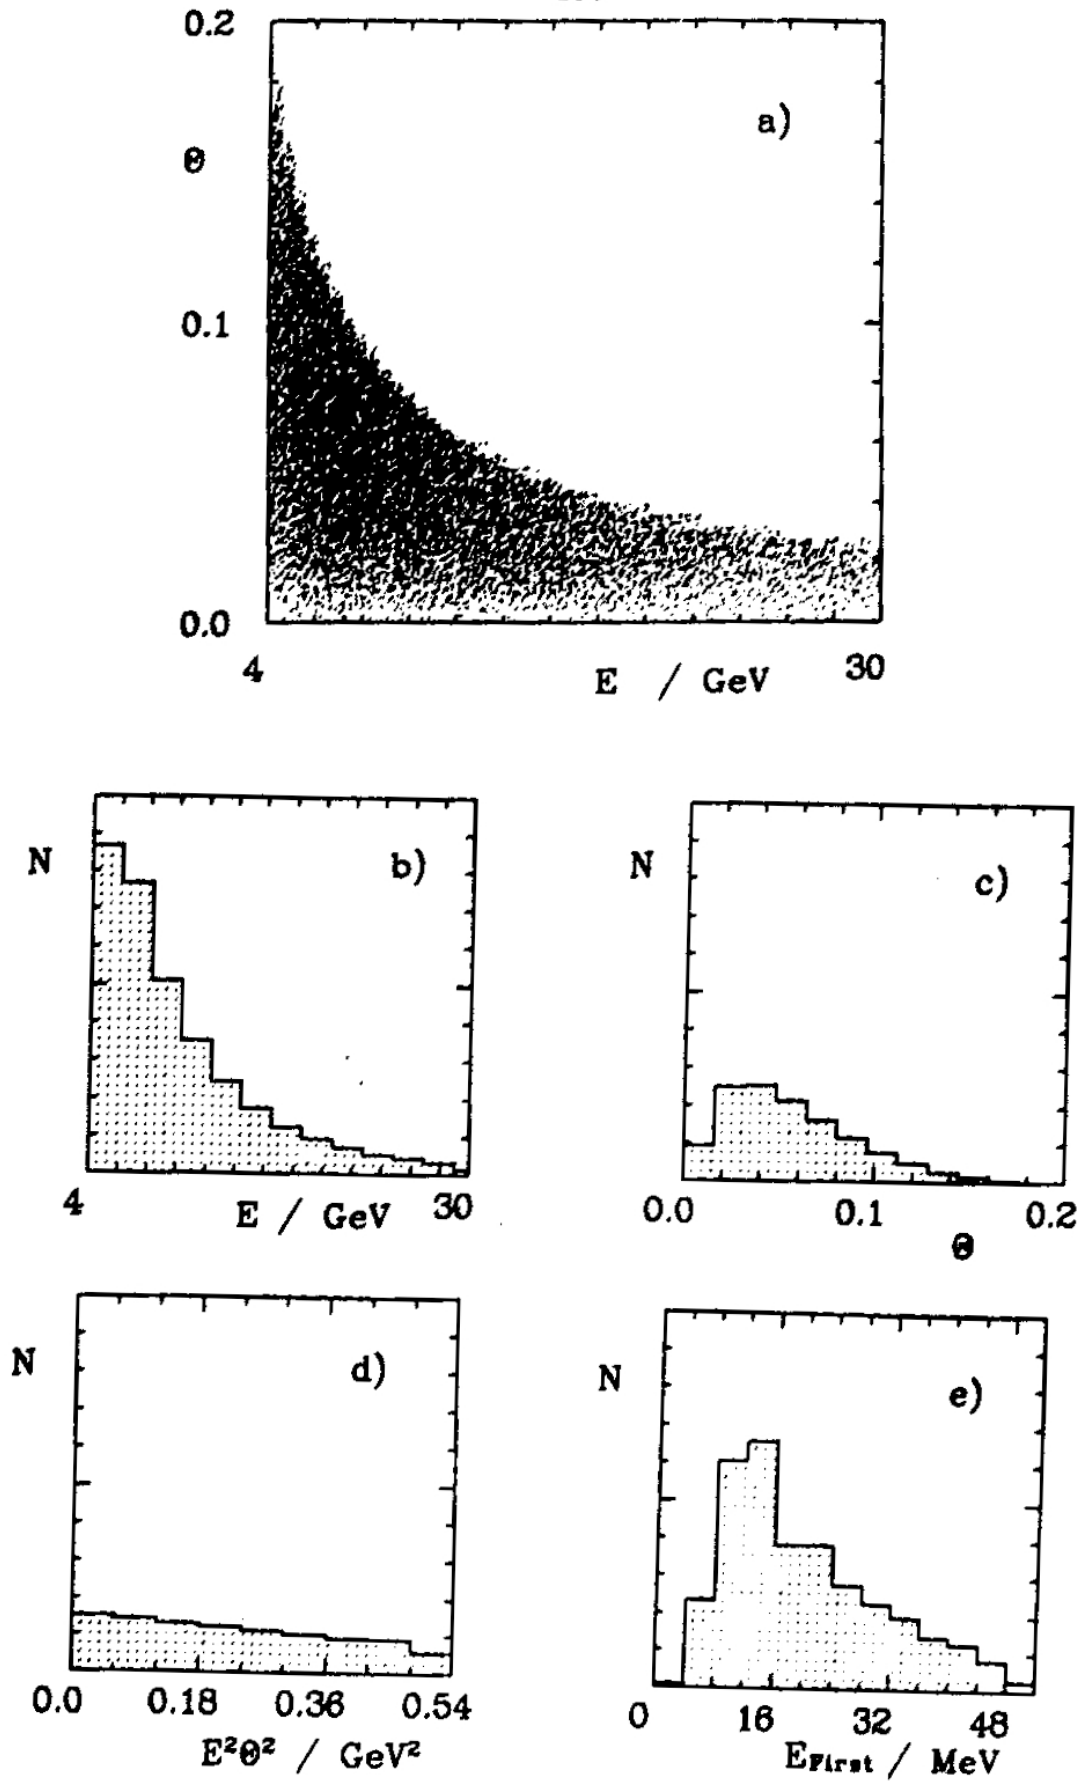 0.2
a)
Θ
0.1
0.0
4 30
E / GeV
N b)
4 30
E / GeV
N c)
0.0 0.1 0.2
Θ
N d)
0.0 0.18 0.36 0.54
E²Θ² / GeV²
N e)
0 16 32 48
E_First / MeV